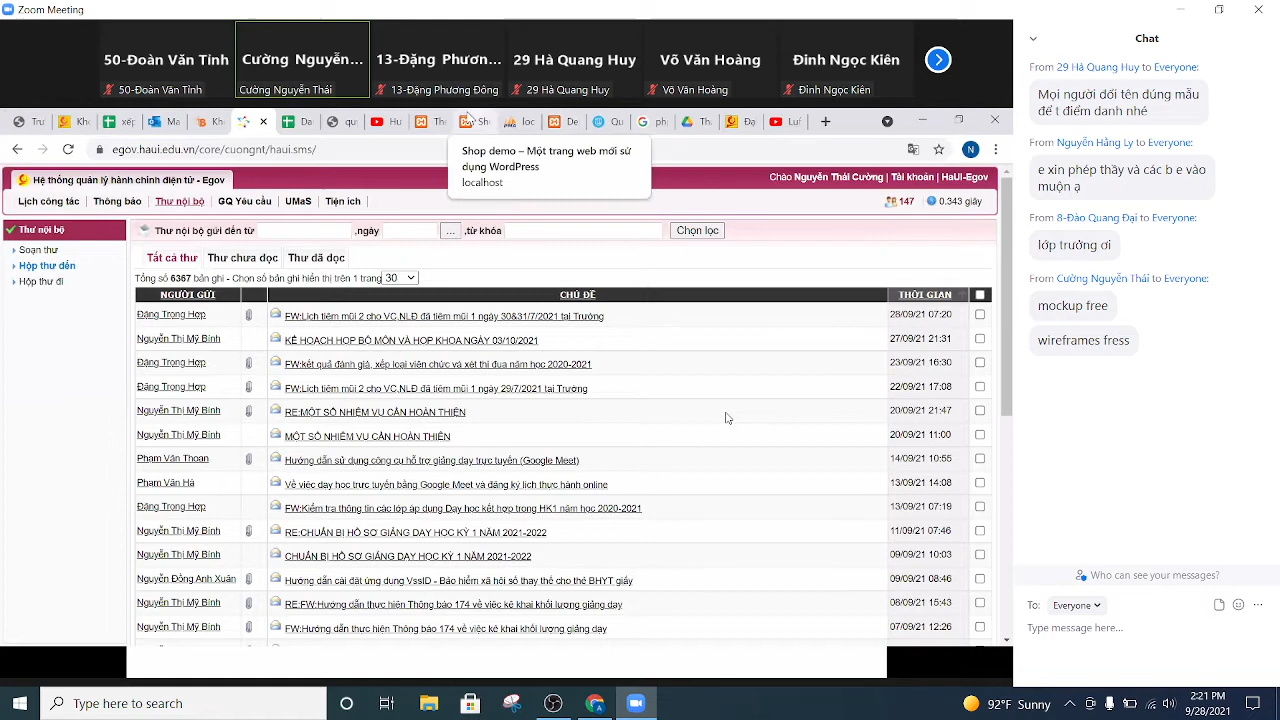 Zoom Meeting
50-Đoàn Văn Tính
Cường Nguyễn...
13-Đặng Phươn...
29 Hà Quang Huy
Võ Văn Hoàng
Đinh Ngọc Kiên
50-Đoàn Văn Tính
Cường Nguyễn Thái
13-Đặng Phương Đông
29 Hà Quang Huy
Võ Văn Hoàng
Đinh Ngọc Kiên
egov.haui.edu.vn/core/cuongnt/haui.sms/
N
Shop demo – Một trang web mới sử
dụng WordPress
localhost
Hệ thống quản lý hành chính điện tử - Egov
Chào Nguyễn Thái Cường | Tài khoản | HaUI-Egov
Lịch công tác
Thông báo
Thư nội bộ
GQ Yêu cầu
UMaS
Tiện ích
147
0.343 giây
Thư nội bộ
Soạn thư
Hộp thư đến
Hộp thư đi
Thư nội bộ gửi đến từ ,ngày ... ,từ khóa Chọn lọc
Tất cả thư
Thư chưa đọc
Thư đã đọc
Tổng số 6367 bản ghi - Chọn số bản ghi hiển thị trên 1 trang 30
NGƯỜI GỬI CHỦ ĐỀ THỜI GIAN
Đặng Trọng Hợp FW:Lịch tiêm mũi 2 cho VC,NLĐ đã tiêm mũi 1 ngày 30&31/7/2021 tại Trường 28/09/21 07:20
Nguyễn Thị Mỹ Bình KẾ HOẠCH HỌP BỘ MÔN VÀ HỌP KHOA NGÀY 03/10/2021 27/09/21 21:31
Đặng Trọng Hợp FW:kết quả đánh giá, xếp loại viên chức và xét thi đua năm học 2020-2021 23/09/21 16:30
Đặng Trọng Hợp FW:Lịch tiêm mũi 2 cho VC,NLĐ đã tiêm mũi 1 ngày 29/7/2021 tại Trường 22/09/21 17:08
Nguyễn Thị Mỹ Bình RE:MỘT SỐ NHIỆM VỤ CẦN HOÀN THIỆN 20/09/21 21:47
Nguyễn Thị Mỹ Bình MỘT SỐ NHIỆM VỤ CẦN HOÀN THIỆN 20/09/21 11:00
Phạm Văn Thoan Hướng dẫn sử dụng công cụ hỗ trợ giảng dạy trực tuyến (Google Meet) 14/09/21 10:55
Phạm Văn Hà Về việc dạy học trực tuyến bằng Google Meet và đăng ký lịch thực hành online 13/09/21 14:08
Đặng Trọng Hợp FW:Kiểm tra thông tin các lớp áp dụng Dạy học kết hợp trong HK1 năm học 2020-2021 13/09/21 07:19
Nguyễn Thị Mỹ Bình RE:CHUẨN BỊ HỒ SƠ GIẢNG DẠY HỌC KỲ 1 NĂM 2021-2022 11/09/21 07:46
Nguyễn Thị Mỹ Bình CHUẨN BỊ HỒ SƠ GIẢNG DẠY HỌC KỲ 1 NĂM 2021-2022 09/09/21 10:03
Nguyễn Đồng Anh Xuân Hướng dẫn cài đặt ứng dụng VssID - Bảo hiểm xã hội số thay thế cho thẻ BHYT giấy 09/09/21 08:46
Nguyễn Thị Mỹ Bình RE:FW:Hướng dẫn thực hiện Thông báo 174 về việc kê khai khối lượng giảng dạy 08/09/21 15:43
Nguyễn Thị Mỹ Bình FW:Hướng dẫn thực hiện Thông báo 174 về việc kê khai khối lượng giảng dạy 07/09/21 12:26
Chat
From 29 Hà Quang Huy to Everyone:
Mọi người đổi tên đúng mẫu
để t điểm danh nhé
From Nguyễn Hằng Ly to Everyone:
e xin phép thầy và các b e vào
muộn ạ
From 8-Đào Quang Đại to Everyone:
lớp trưởng ơi
From Cường Nguyễn Thái to Everyone:
mockup free
wireframes fress
Who can see your messages?
To: Everyone
Type message here...
Type here to search
92°F Sunny
2:21 PM
9/28/2021